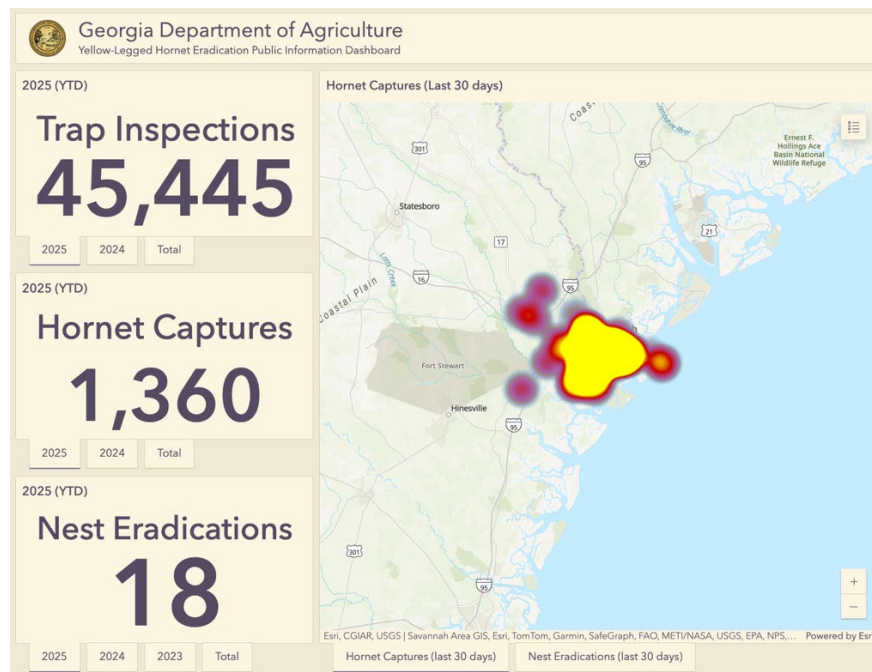 Georgia Department of Agriculture
Yellow-Legged Hornet Eradication Public Information Dashboard
2025 (YTD)
Trap Inspections
45,445
2025
2024
Total
2025 (YTD)
Hornet Captures
1,360
2025
2024
Total
2025 (YTD)
Nest Eradications
18
2025
2024
2023
Total
Hornet Captures (Last 30 days)
Coastal
301
95
Ernest F.
Hollings Ace
Basin National
Wildlife Refuge
Statesboro
21
17
Lotts Creek
16
95
Coastal Plain
Fort Stewart
Hinesville
95
301
95
+
−
Esri, CGIAR, USGS | Savannah Area GIS, Esri, TomTom, Garmin, SafeGraph, FAO, METI/NASA, USGS, EPA, NPS,...
Powered by Esri
Hornet Captures (last 30 days)
Nest Eradications (last 30 days)